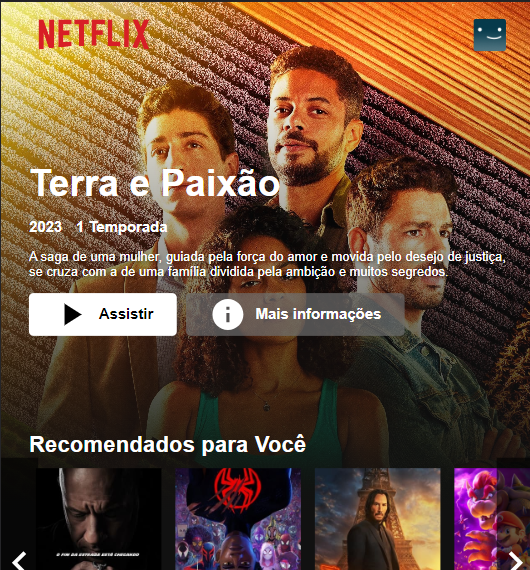 NETFLIX
Terra e Paixão
2023 1 Temporada
A saga de uma mulher, guiada pela força do amor e movida pelo desejo de justiça,
se cruza com a de uma família dividida pela ambição e muitos segredos.
Assistir
Mais informações
Recomendados para Você
O FIM DA ESTRADA ESTÁ CHEGANDO